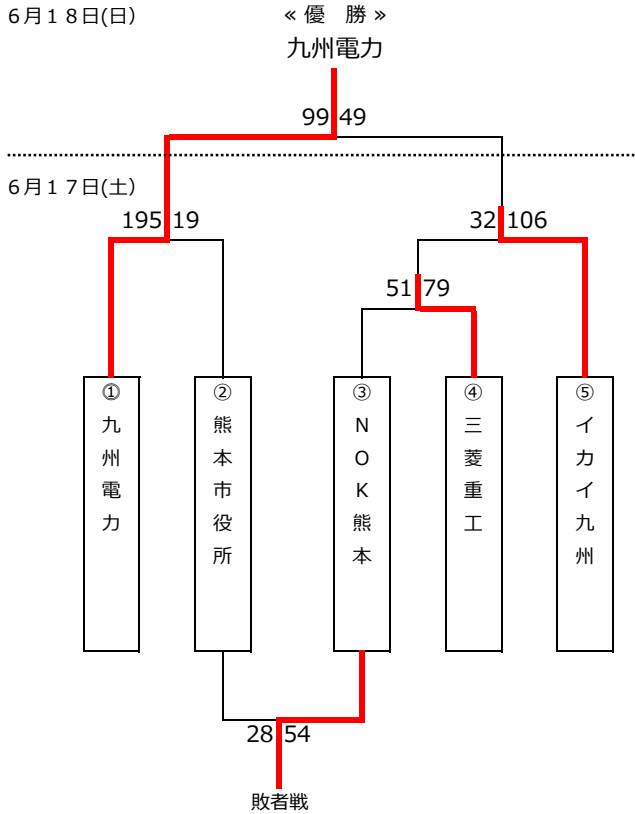 6月18日(日)
≪ 優　勝 ≫
九州電力
99 49
6月17日(土)
195 19
32 106
51 79
① 九州電力
② 熊本市役所
③ NOK熊本
④ 三菱重工
⑤ イカイ九州
28 54
敗者戦